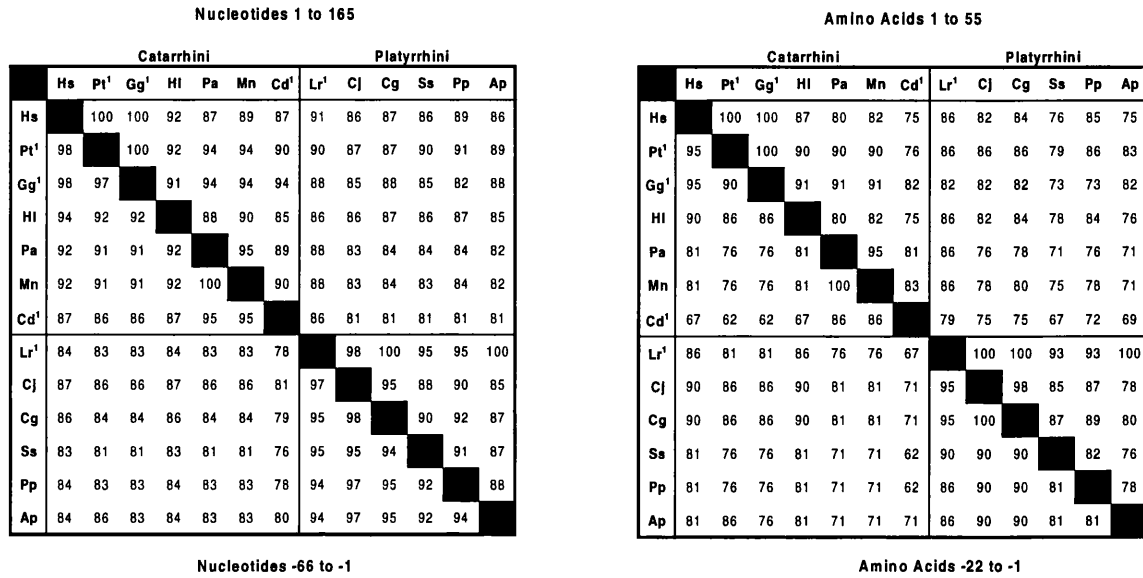 Nucleotides 1 to 165
Catarrhini Platyrrhini
Hs Pt¹ Gg¹ Hl Pa Mn Cd¹ Lr¹ Cj Cg Ss Pp Ap
Hs 100 100 92 87 89 87 91 86 87 86 89 86
Pt¹ 98 100 92 94 94 90 90 87 87 90 91 89
Gg¹ 98 97 91 94 94 94 88 85 88 85 82 88
Hl 94 92 92 88 90 85 86 86 87 86 87 85
Pa 92 91 91 92 95 89 88 83 84 84 84 82
Mn 92 91 91 92 100 90 88 83 84 83 84 82
Cd¹ 87 86 86 87 95 95 86 81 81 81 81 81
Lr¹ 84 83 83 84 83 83 78 98 100 95 95 100
Cj 87 86 86 87 86 86 81 97 95 88 90 85
Cg 86 84 84 86 84 84 79 95 98 90 92 87
Ss 83 81 81 83 81 81 76 95 95 94 91 87
Pp 84 83 83 84 83 83 78 94 97 95 92 88
Ap 84 86 83 84 83 83 80 94 97 95 92 94
Nucleotides -66 to -1
Amino Acids 1 to 55
Catarrhini Platyrrhini
Hs Pt¹ Gg¹ Hl Pa Mn Cd¹ Lr¹ Cj Cg Ss Pp Ap
Hs 100 100 87 80 82 75 86 82 84 76 85 75
Pt¹ 95 100 90 90 90 76 86 86 86 79 86 83
Gg¹ 95 90 91 91 91 82 82 82 82 73 73 82
Hl 90 86 86 80 82 75 86 82 84 78 84 76
Pa 81 76 76 81 95 81 86 76 78 71 76 71
Mn 81 76 76 81 100 83 86 78 80 75 78 71
Cd¹ 67 62 62 67 86 86 79 75 75 67 72 69
Lr¹ 86 81 81 86 76 76 67 100 100 93 93 100
Cj 90 86 86 90 81 81 71 95 98 85 87 78
Cg 90 86 86 90 81 81 71 95 100 87 89 80
Ss 81 76 76 81 71 71 62 90 90 90 82 76
Pp 81 76 76 81 71 71 62 86 90 90 81 78
Ap 81 86 76 81 71 71 71 86 90 90 81 81
Amino Acids -22 to -1